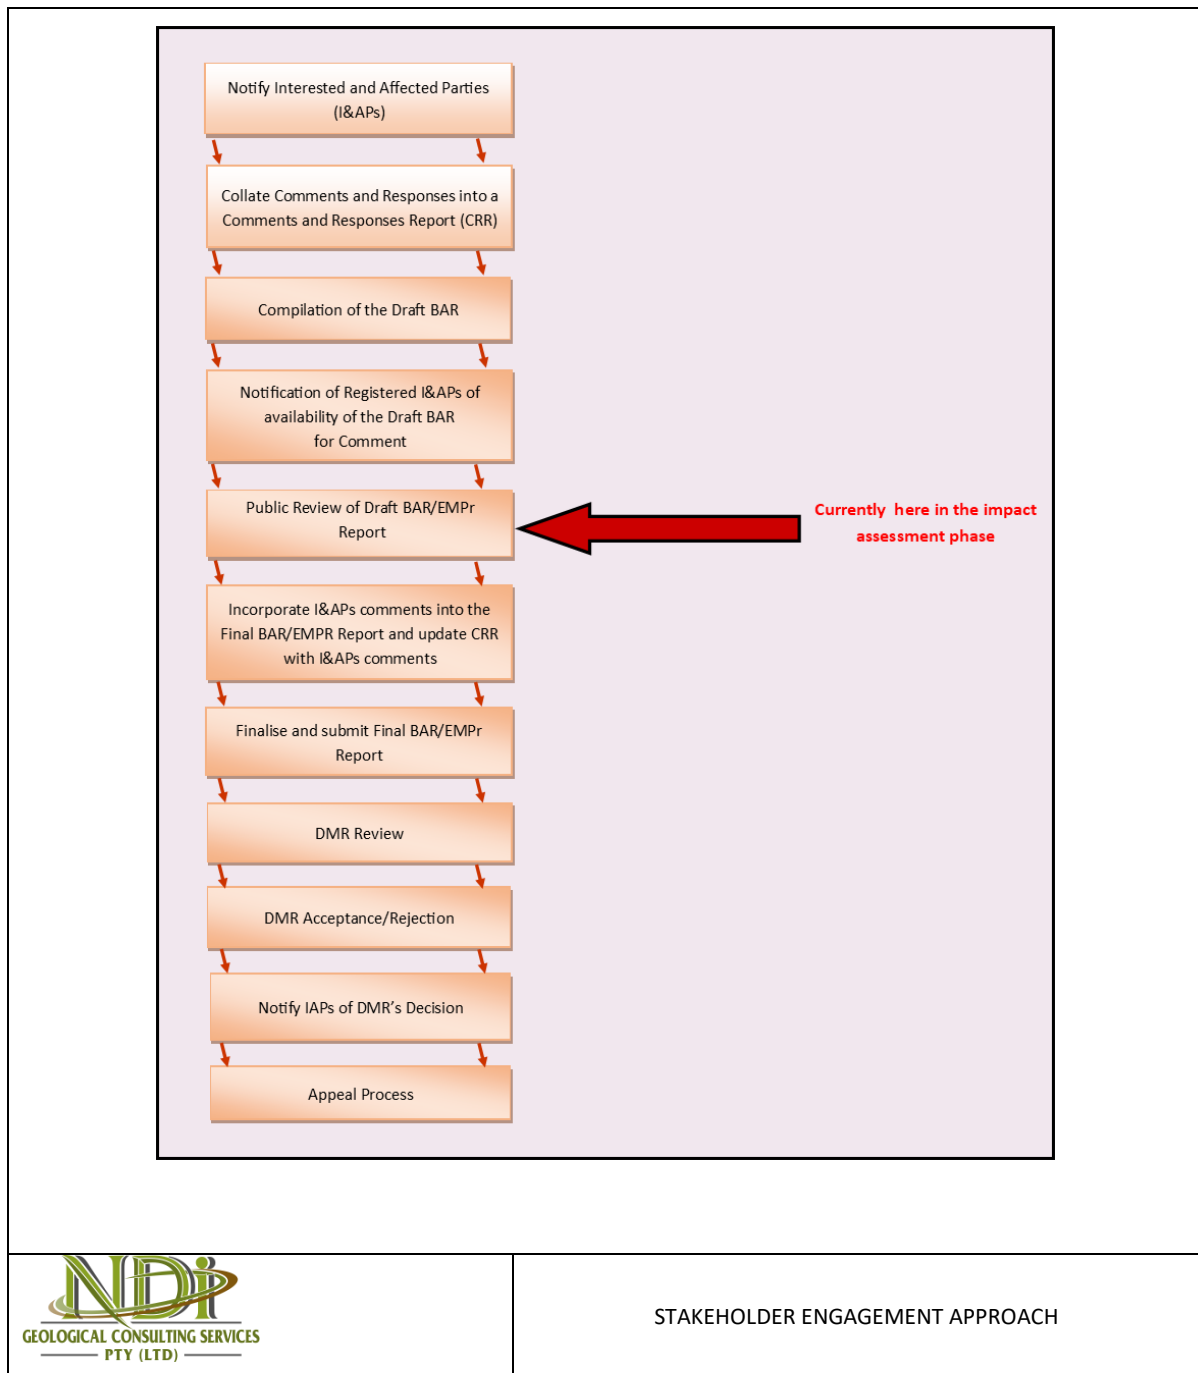 Notify Interested and Affected Parties
(I&APs)
Collate Comments and Responses into a
Comments and Responses Report (CRR)
Compilation of the Draft BAR
Notification of Registered I&APs of
availability of the Draft BAR
for Comment
Public Review of Draft BAR/EMPr
Report
Currently here in the impact
assessment phase
Incorporate I&APs comments into the
Final BAR/EMPR Report and update CRR
with I&APs comments
Finalise and submit Final BAR/EMPr
Report
DMR Review
DMR Acceptance/Rejection
Notify IAPs of DMR's Decision
Appeal Process
NDi
GEOLOGICAL CONSULTING SERVICES
PTY (LTD)
STAKEHOLDER ENGAGEMENT APPROACH